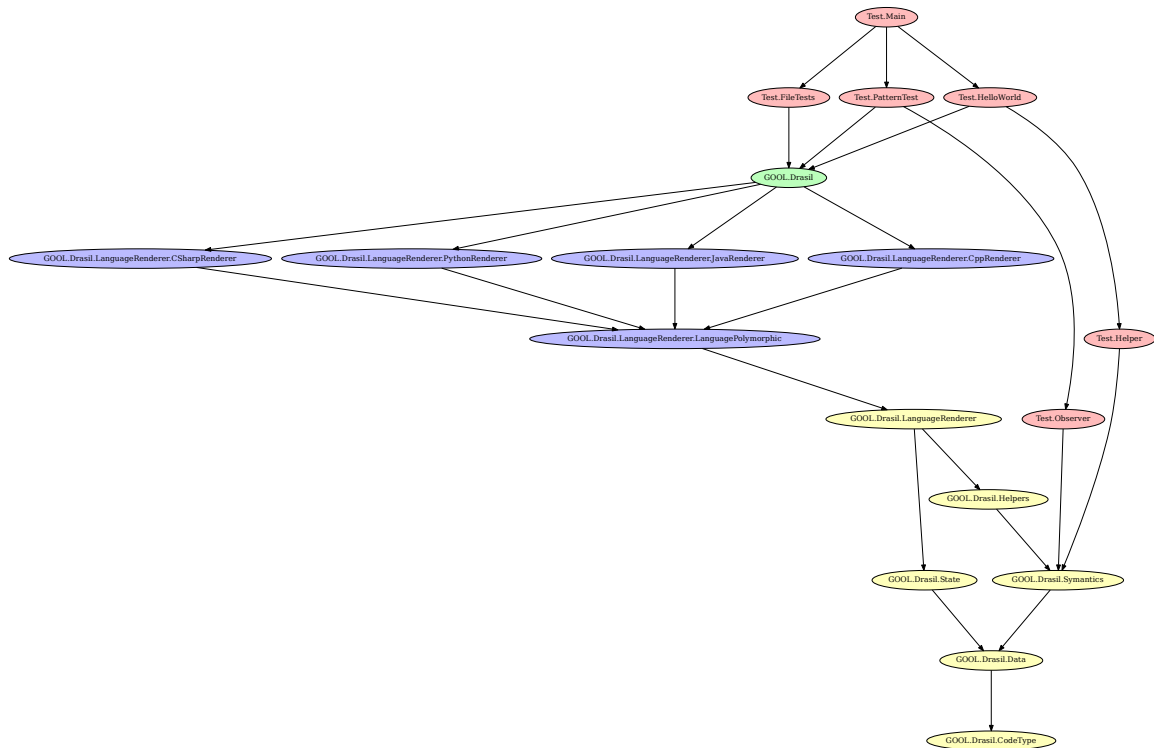 Test.Main
Test.FileTests
Test.PatternTest
Test.HelloWorld
GOOL.Drasil
GOOL.Drasil.LanguageRenderer.CSharpRenderer
GOOL.Drasil.LanguageRenderer.PythonRenderer
GOOL.Drasil.LanguageRenderer.JavaRenderer
GOOL.Drasil.LanguageRenderer.CppRenderer
GOOL.Drasil.LanguageRenderer.LanguagePolymorphic
Test.Helper
GOOL.Drasil.LanguageRenderer
Test.Observer
GOOL.Drasil.Helpers
GOOL.Drasil.State
GOOL.Drasil.Symantics
GOOL.Drasil.Data
GOOL.Drasil.CodeType